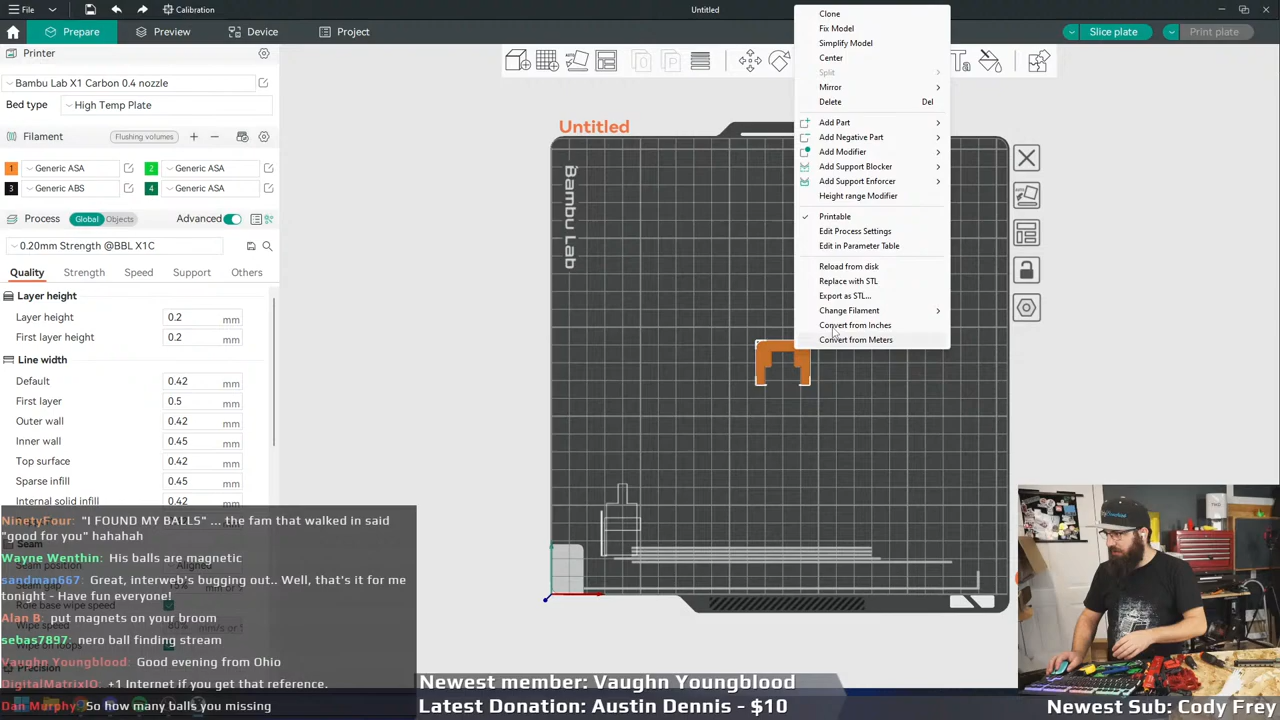 File
Calibration
Untitled
Prepare
Preview
Device
Project
Slice plate
Print plate
Printer
Bambu Lab X1 Carbon 0.4 nozzle
Bed type
High Temp Plate
Filament
Flushing volumes
1 Generic ASA
2 Generic ASA
3 Generic ABS
4 Generic ASA
Process
Global
Objects
Advanced
0.20mm Strength @BBL X1C
Quality
Strength
Speed
Support
Others
Layer height
Layer height 0.2 mm
First layer height 0.2 mm
Line width
Default 0.42 mm
First layer 0.5 mm
Outer wall 0.42 mm
Inner wall 0.45 mm
Top surface 0.42 mm
Sparse infill 0.45 mm
Internal solid infill 0.42 mm
Untitled
Bambu Lab
Clone
Fix Model
Simplify Model
Center
Split
Mirror
Delete Del
Add Part
Add Negative Part
Add Modifier
Add Support Blocker
Add Support Enforcer
Height range Modifier
Printable
Edit Process Settings
Edit in Parameter Table
Reload from disk
Replace with STL
Export as STL...
Change Filament
Convert from Inches
Convert from Meters
NinetyFour: "I FOUND MY BALLS" ... the fam that walked in said
"good for you" hahahah
Wayne Wenthin: His balls are magnetic
sandman667: Great, interweb's bugging out.. Well, that's it for me
tonight - Have fun everyone!
Alan B: put magnets on your broom
sebas7897: nero ball finding stream
Vaughn Youngblood: Good evening from Ohio
DigitalMatrixIO: +1 Internet if you get that reference.
Dan Murphy: So how many balls you missing
Seam
Wipe speed 80%
Wipe on loops
Precision
Newest member: Vaughn Youngblood
Latest Donation: Austin Dennis - $10
Newest Sub: Cody Frey